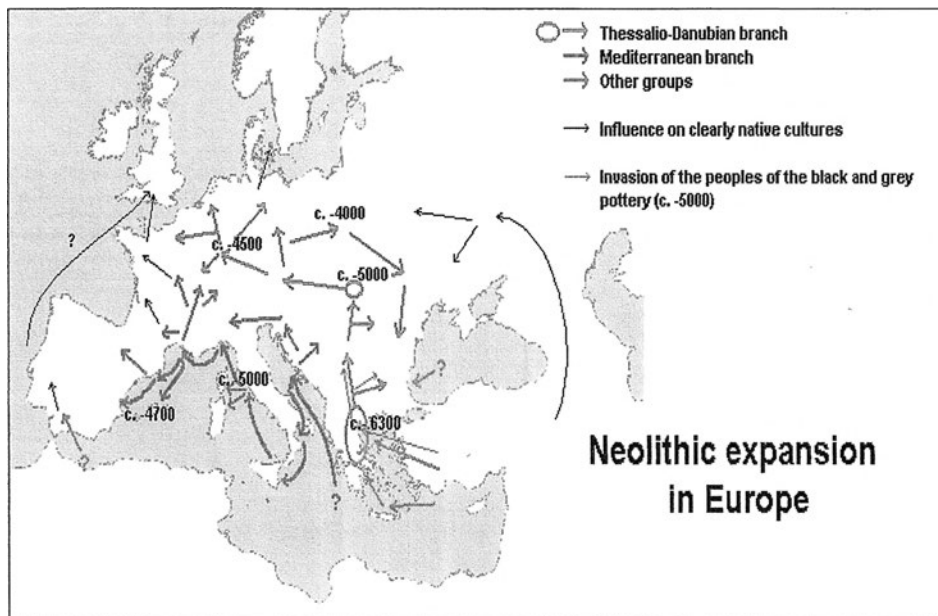 Thessalio-Danubian branch
Mediterranean branch
Other groups
Influence on clearly native cultures
Invasion of the peoples of the black and grey
pottery (c. -5000)
c. -4000
?
c. -4500
c. -5000
?
c. -5000
c. -4700
c. -6300
Neolithic expansion
in Europe
?
?